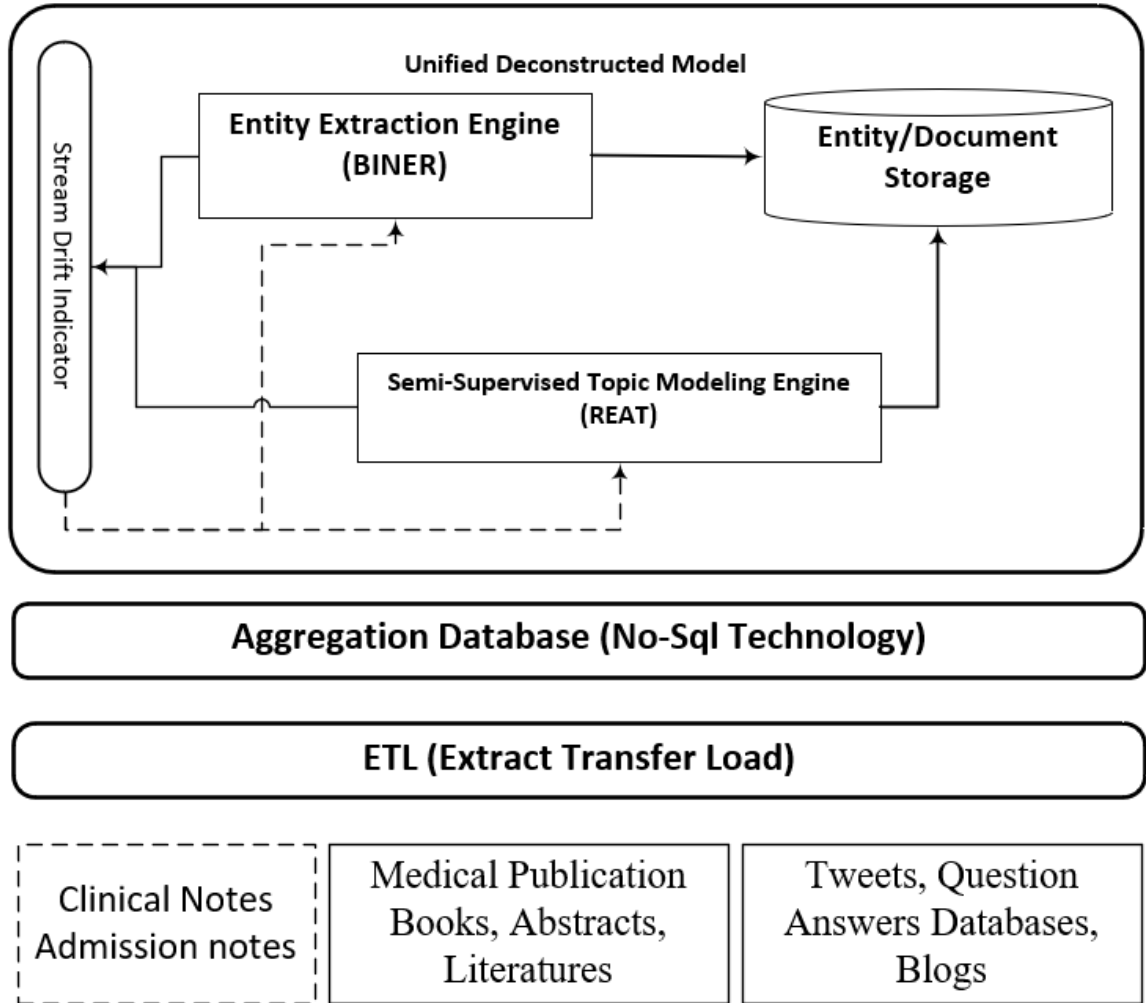 Unified Deconstructed Model
Stream Drift Indicator
Entity Extraction Engine
(BINER)
Entity/Document
Storage
Semi-Supervised Topic Modeling Engine
(REAT)
Aggregation Database (No-Sql Technology)
ETL (Extract Transfer Load)
Clinical Notes
Admission notes
Medical Publication
Books, Abstracts,
Literatures
Tweets, Question
Answers Databases,
Blogs